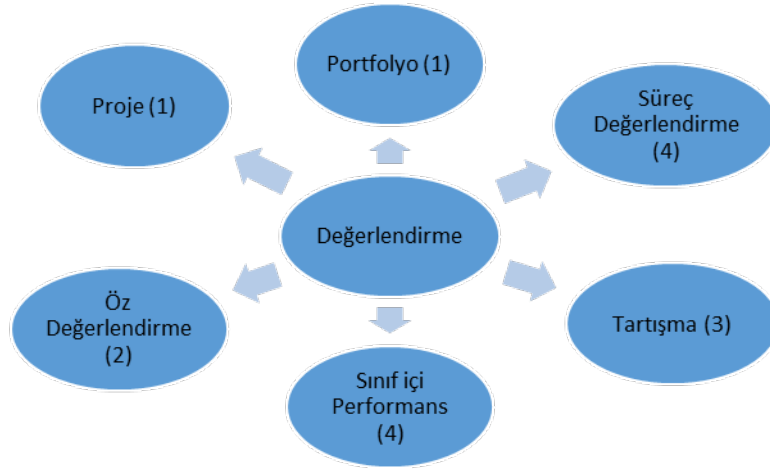 Portfolyo (1)
Proje (1)
Süreç
Değerlendirme
(4)
Değerlendirme
Öz
Değerlendirme
(2)
Tartışma (3)
Sınıf içi
Performans
(4)